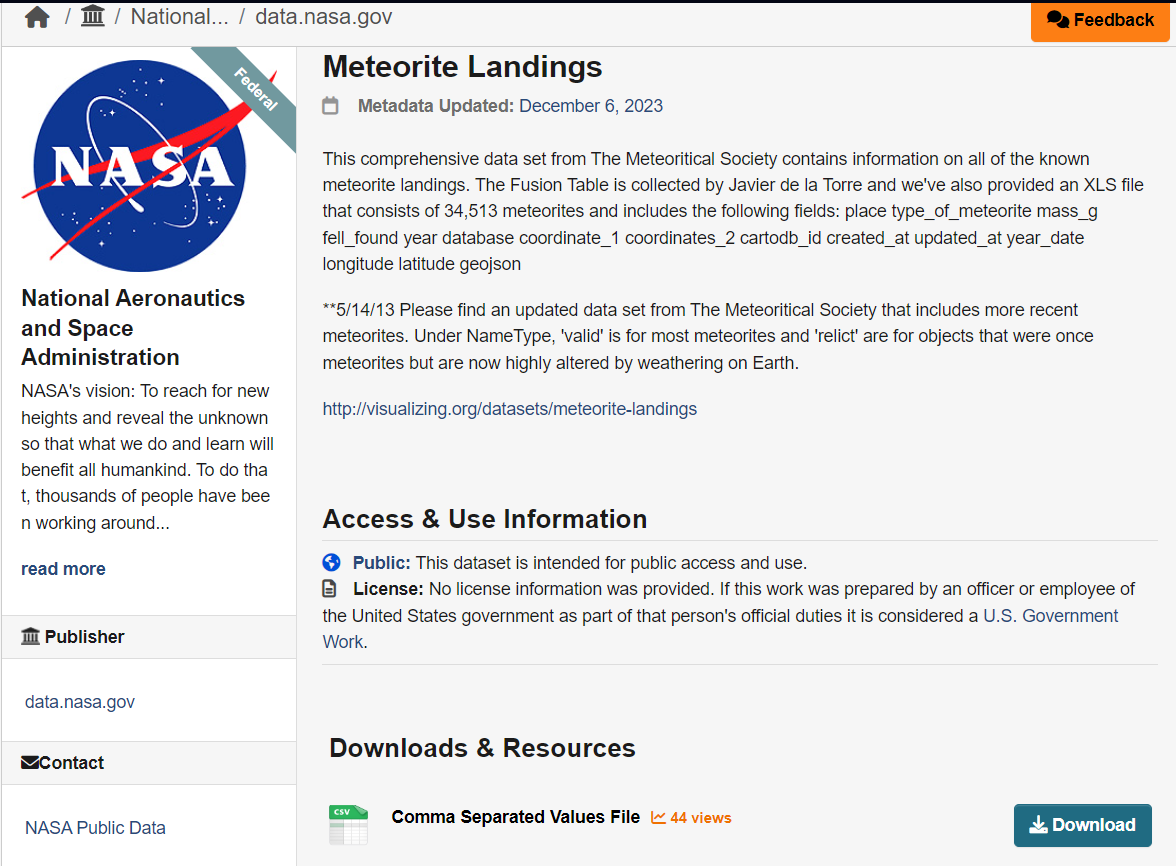 / / National... / data.nasa.gov
Feedback
Federal
NASA
National Aeronautics
and Space
Administration
NASA's vision: To reach for new
heights and reveal the unknown
so that what we do and learn will
benefit all humankind. To do tha
t, thousands of people have bee
n working around...
read more
Publisher
data.nasa.gov
Contact
NASA Public Data
Meteorite Landings
Metadata Updated: December 6, 2023
This comprehensive data set from The Meteoritical Society contains information on all of the known
meteorite landings. The Fusion Table is collected by Javier de la Torre and we've also provided an XLS file
that consists of 34,513 meteorites and includes the following fields: place type_of_meteorite mass_g
fell_found year database coordinate_1 coordinates_2 cartodb_id created_at updated_at year_date
longitude latitude geojson
**5/14/13 Please find an updated data set from The Meteoritical Society that includes more recent
meteorites. Under NameType, 'valid' is for most meteorites and 'relict' are for objects that were once
meteorites but are now highly altered by weathering on Earth.
http://visualizing.org/datasets/meteorite-landings
Access & Use Information
Public: This dataset is intended for public access and use.
License: No license information was provided. If this work was prepared by an officer or employee of
the United States government as part of that person's official duties it is considered a U.S. Government
Work.
Downloads & Resources
CSV
Comma Separated Values File 44 views
Download